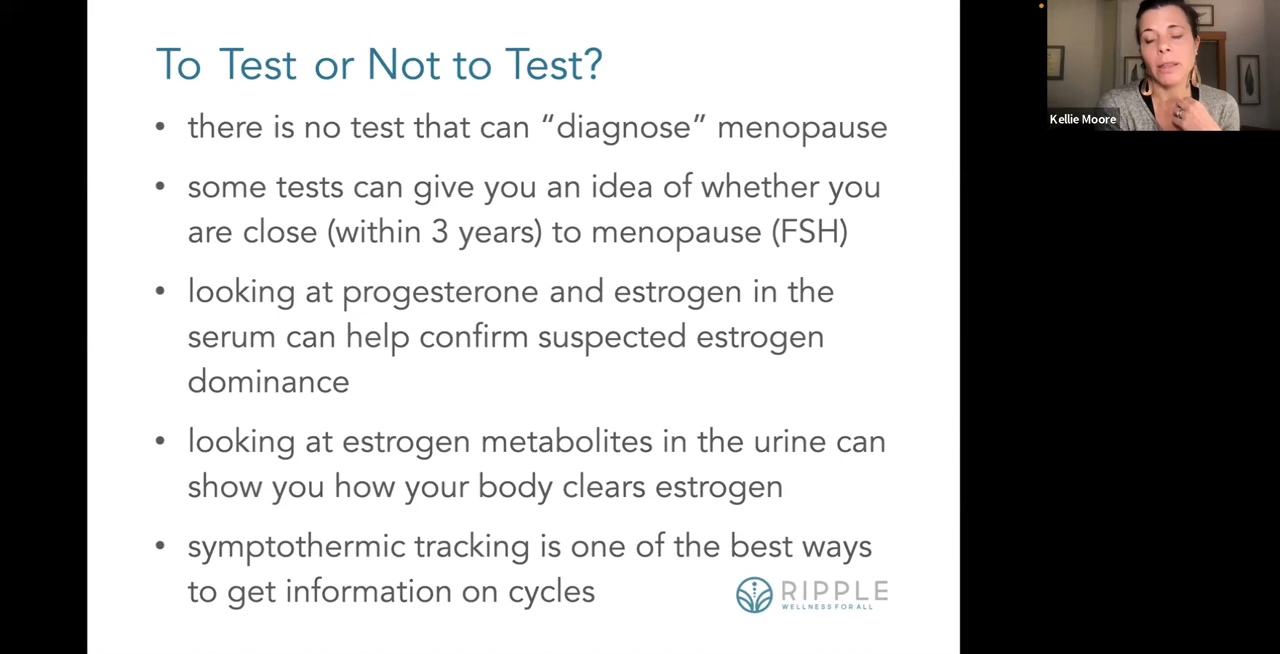 To Test or Not to Test?
• there is no test that can “diagnose” menopause
• some tests can give you an idea of whether you
are close (within 3 years) to menopause (FSH)
• looking at progesterone and estrogen in the
serum can help confirm suspected estrogen
dominance
• looking at estrogen metabolites in the urine can
show you how your body clears estrogen
• symptothermic tracking is one of the best ways
to get information on cycles
RIPPLE
WELLNESS FOR ALL
Kellie Moore